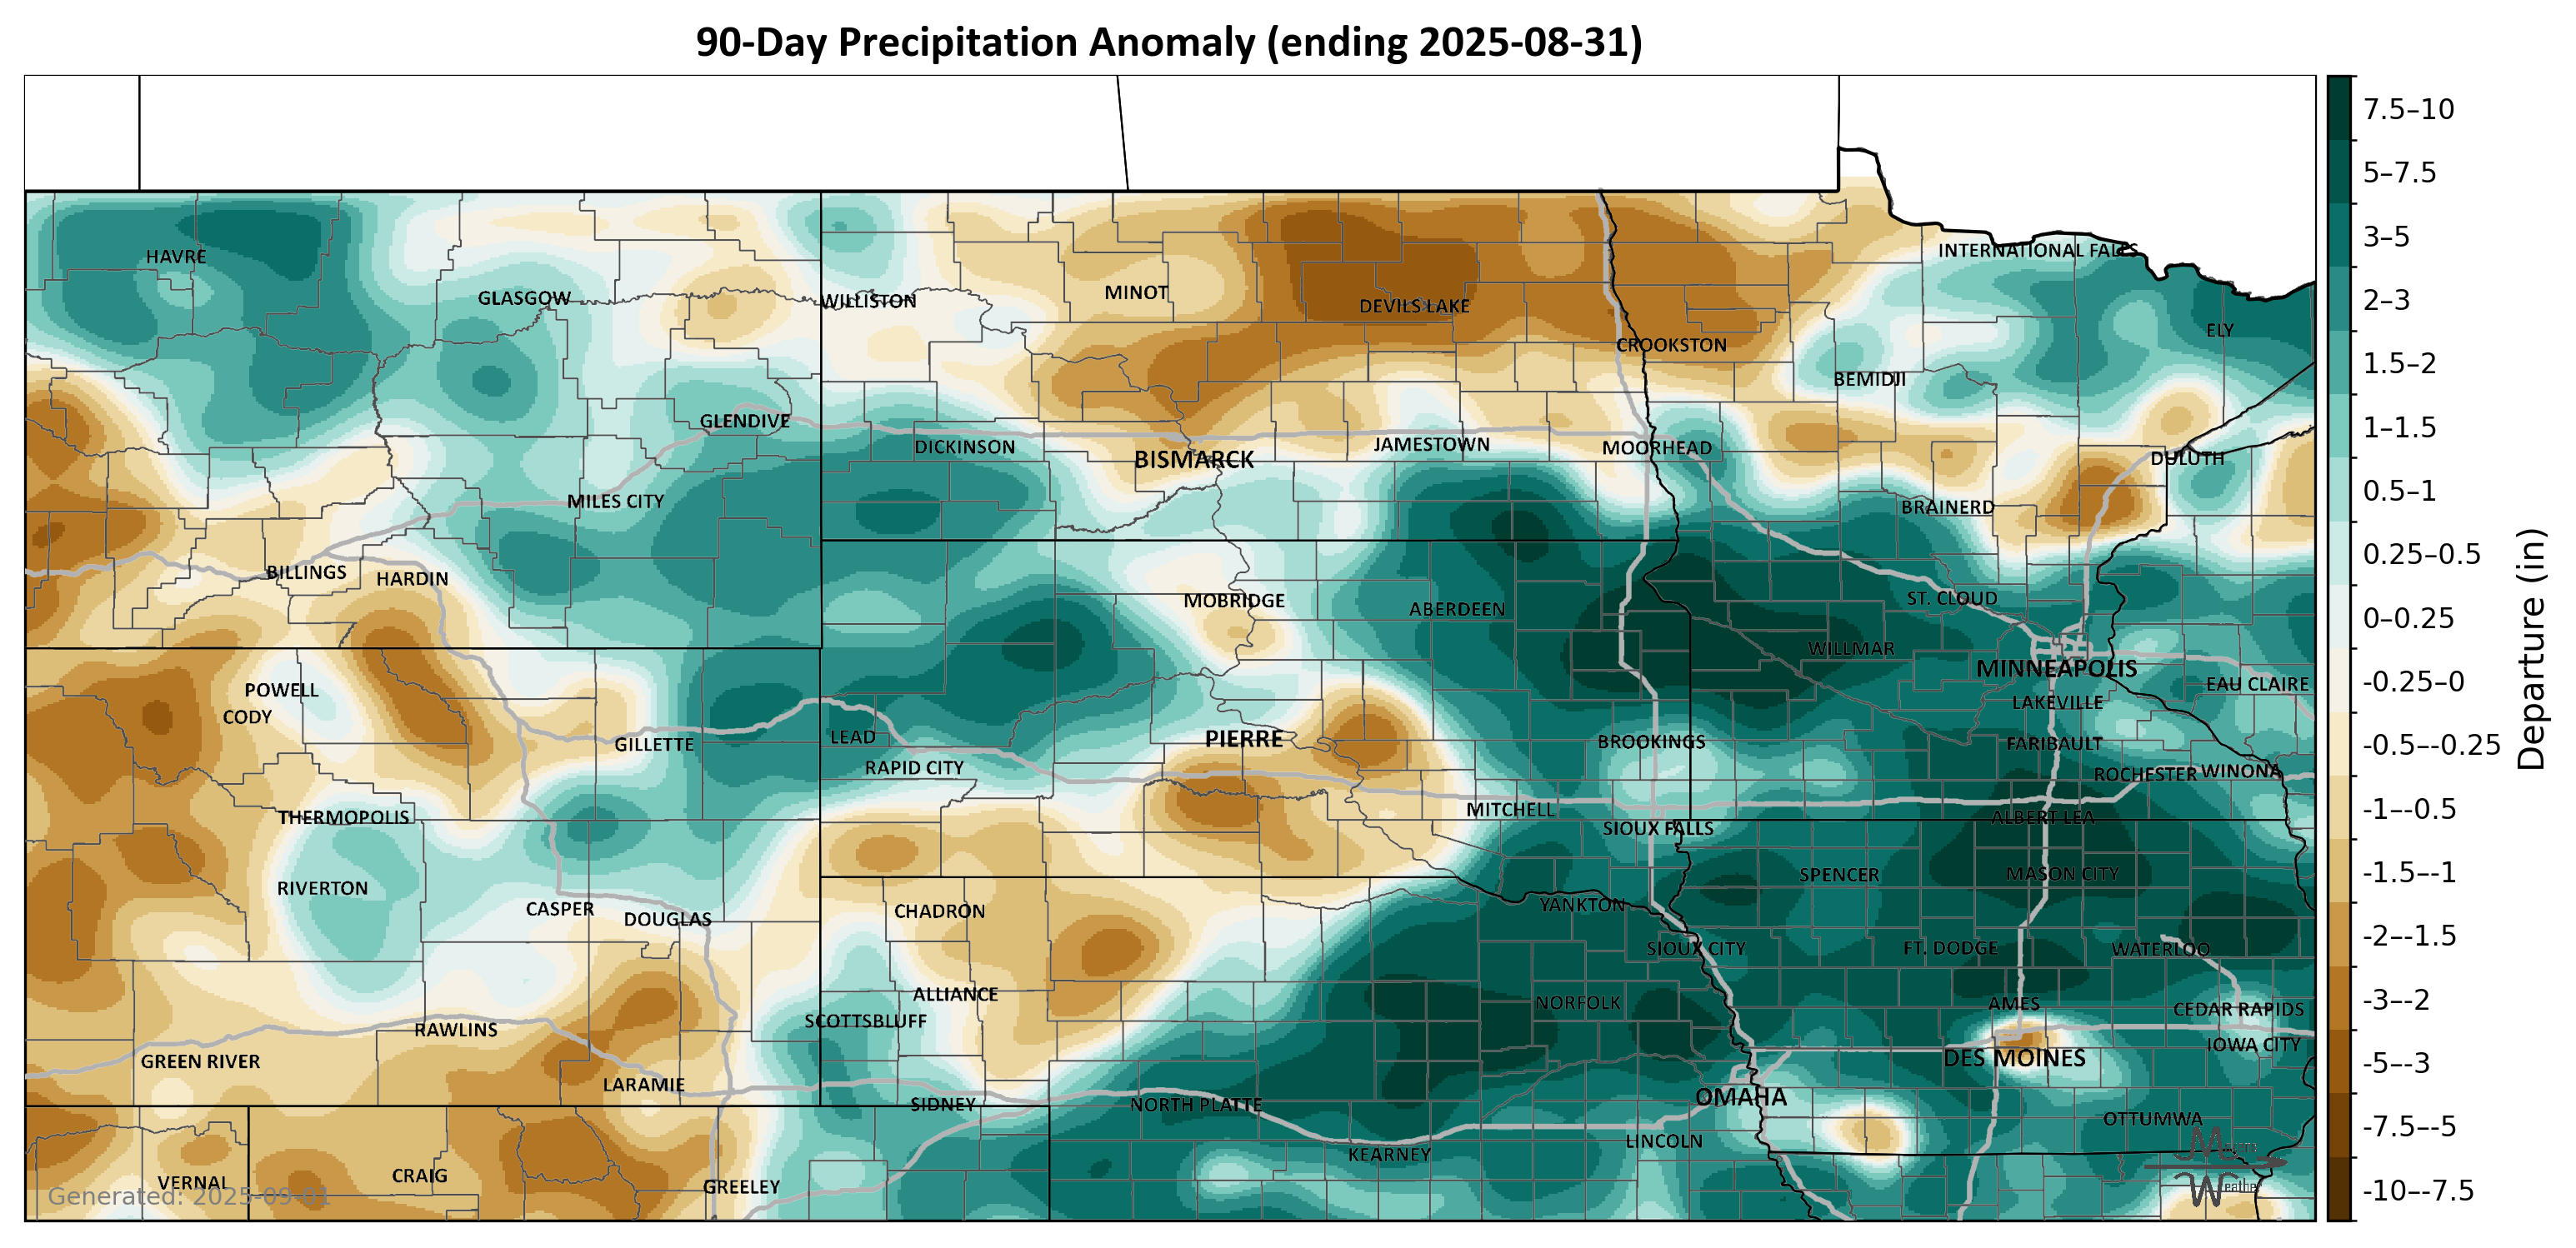 90-Day Precipitation Anomaly (ending 2025-08-31)
HAVRE
GLASGOW
WILLISTON
MINOT
DEVILS LAKE
CROOKSTON
INTERNATIONAL FALLS
ELY
BEMIDJI
GLENDIVE
DICKINSON
BISMARCK
JAMESTOWN
MOORHEAD
DULUTH
MILES CITY
BRAINERD
BILLINGS
HARDIN
MOBRIDGE
ABERDEEN
ST. CLOUD
WILLMAR
MINNEAPOLIS
EAU CLAIRE
POWELL
CODY
LAKEVILLE
GILLETTE
LEAD
PIERRE
BROOKINGS
FARIBAULT
RAPID CITY
ROCHESTER
WINONA
THERMOPOLIS
MITCHELL
SIOUX FALLS
ALBERT LEA
RIVERTON
SPENCER
MASON CITY
CASPER
DOUGLAS
CHADRON
YANKTON
SIOUX CITY
FT. DODGE
WATERLOO
ALLIANCE
NORFOLK
AMES
CEDAR RAPIDS
SCOTTSBLUFF
RAWLINS
GREEN RIVER
DES MOINES
IOWA CITY
LARAMIE
SIDNEY
NORTH PLATTE
OMAHA
OTTUMWA
LINCOLN
KEARNEY
VERNAL
CRAIG
GREELEY
Generated: 2025-09-01
7.5–10
5–7.5
3–5
2–3
1.5–2
1–1.5
0.5–1
0.25–0.5
0–0.25
-0.25–0
-0.5–-0.25
-1–-0.5
-1.5–-1
-2–-1.5
-3–-2
-5–-3
-7.5–-5
-10–-7.5
Departure (in)